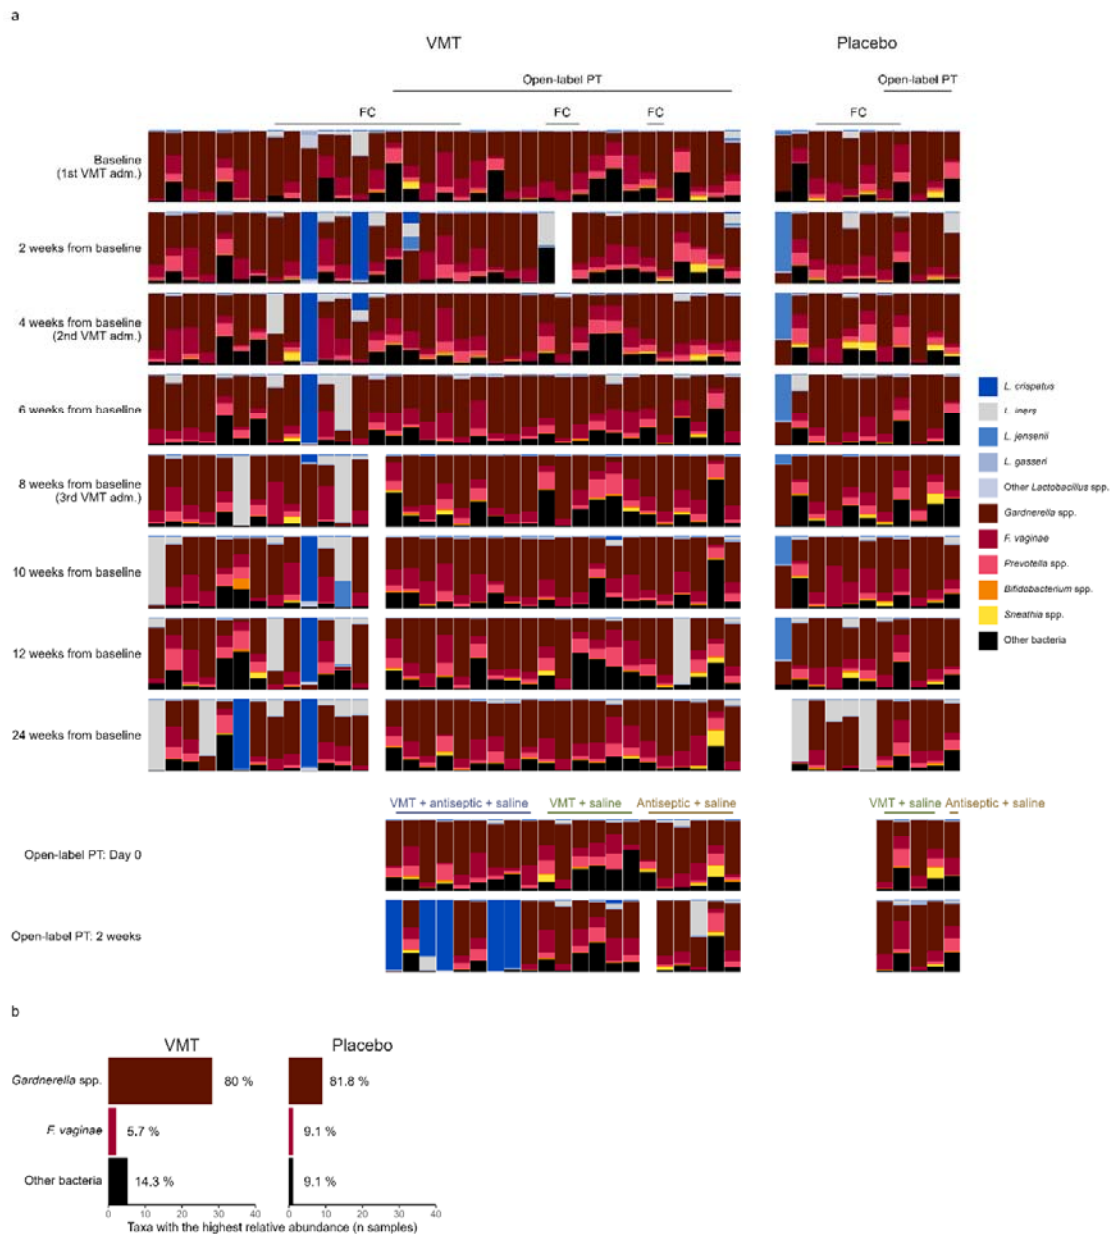 a
VMT
Placebo
Open-label PT
Open-label PT
FC
FC
FC
FC
Baseline
(1st VMT adm.)
2 weeks from baseline
4 weeks from baseline
(2nd VMT adm.)
6 weeks from baseline
8 weeks from baseline
(3rd VMT adm.)
10 weeks from baseline
12 weeks from baseline
24 weeks from baseline
L. crispatus
L. iners
L. jensenii
L. gasseri
Other Lactobacillus spp.
Gardnerella spp.
F. vaginae
Prevotella spp.
Bifidobacterium spp.
Sneathia spp.
Other bacteria
VMT + antiseptic + saline
VMT + saline
Antiseptic + saline
VMT + saline
Antiseptic + saline
Open-label PT: Day 0
Open-label PT: 2 weeks
b
VMT
Placebo
Gardnerella spp.
80 %
81.8 %
F. vaginae
5.7 %
9.1 %
Other bacteria
14.3 %
9.1 %
0 10 20 30 40
0 10 20 30 40
Taxa with the highest relative abundance (n samples)